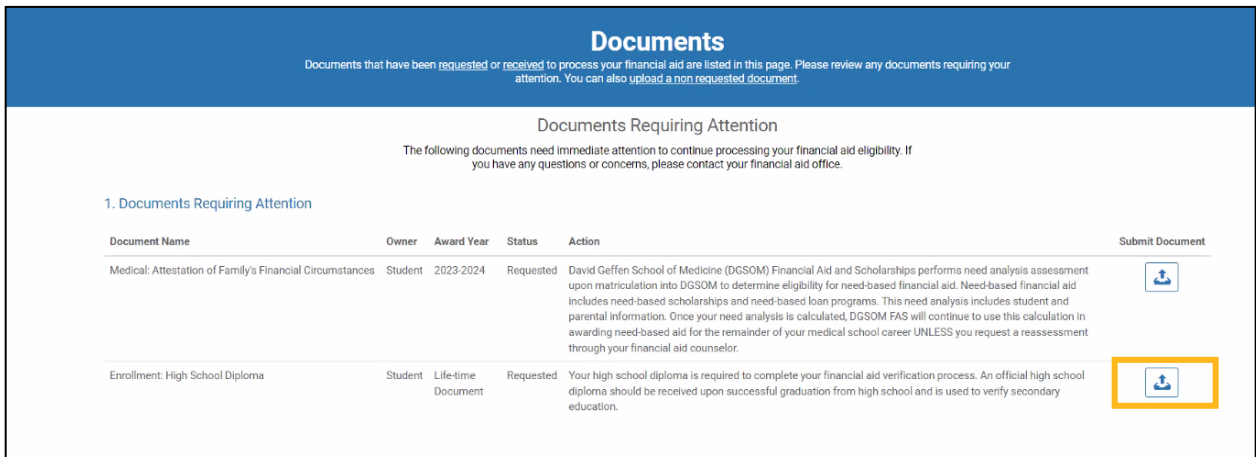 Documents
Documents that have been requested or received to process your financial aid are listed in this page. Please review any documents requiring your
attention. You can also upload a non requested document.
Documents Requiring Attention
The following documents need immediate attention to continue processing your financial aid eligibility. If
you have any questions or concerns, please contact your financial aid office.
1. Documents Requiring Attention
Document Name Owner Award Year Status Action Submit Document
Medical: Attestation of Family's Financial Circumstances Student 2023-2024 Requested David Geffen School of Medicine (DGSOM) Financial Aid and Scholarships performs need analysis assessment
upon matriculation into DGSOM to determine eligibility for need-based financial aid. Need-based financial aid
includes need-based scholarships and need-based loan programs. This need analysis includes student and
parental information. Once your need analysis is calculated, DGSOM FAS will continue to use this calculation in
awarding need-based aid for the remainder of your medical school career UNLESS you request a reassessment
through your financial aid counselor.
Enrollment: High School Diploma Student Life-time Requested Your high school diploma is required to complete your financial aid verification process. An official high school
Document diploma should be received upon successful graduation from high school and is used to verify secondary
education.